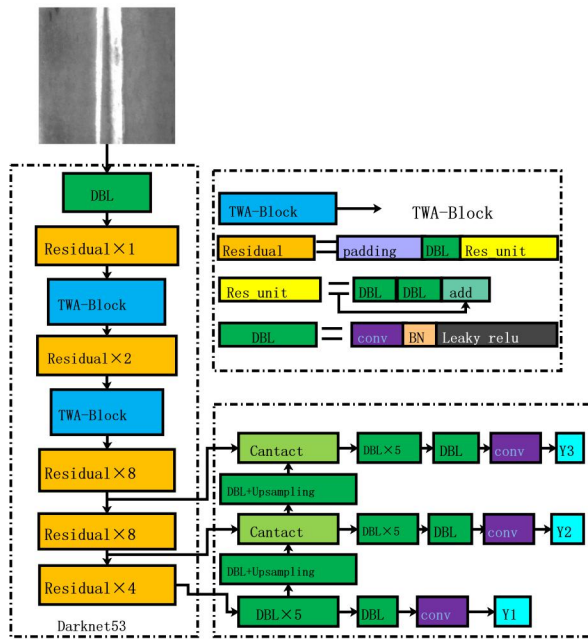 DBL
Residual×1
TWA-Block
Residual×2
TWA-Block
Residual×8
Residual×8
Residual×4
Darknet53
TWA-Block TWA-Block
Residual padding DBL Res unit
Res unit DBL DBL add
DBL conv BN Leaky relu
Cantact DBL×5 DBL conv Y3
DBL+Upsampling
Cantact DBL×5 DBL conv Y2
DBL+Upsampling
DBL×5 DBL conv Y1